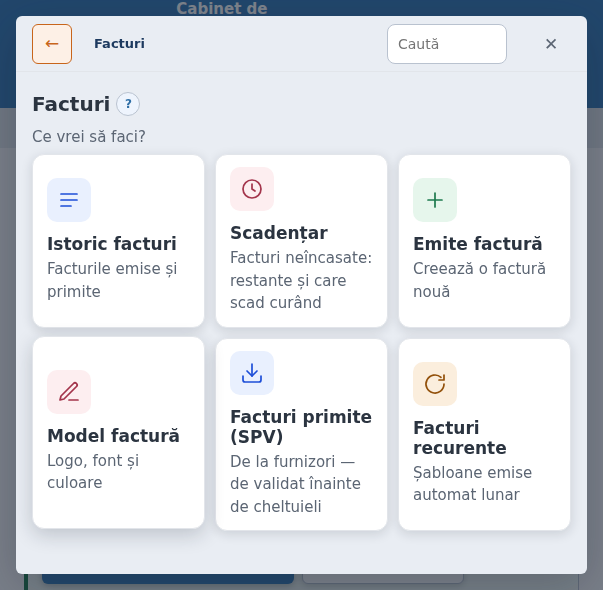 Cabinet de
←
Facturi
Caută
✕
Facturi
?
Ce vrei să faci?
Istoric facturi
Facturile emise și
primite
Scadențar
Facturi neîncasate:
restante și care
scad curând
Emite factură
Creează o factură
nouă
Model factură
Logo, font și
culoare
Facturi primite
(SPV)
De la furnizori —
de validat înainte
de cheltuieli
Facturi
recurente
Șabloane emise
automat lunar